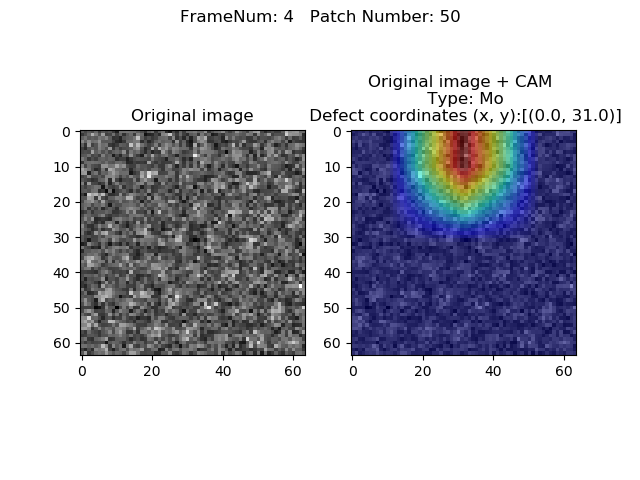 FrameNum: 4   Patch Number: 50
Original image
Original image + CAM
Type: Mo
Defect coordinates (x, y):[(0.0, 31.0)]
0
10
20
30
40
50
60
0 20 40 60
0
10
20
30
40
50
60
0 20 40 60